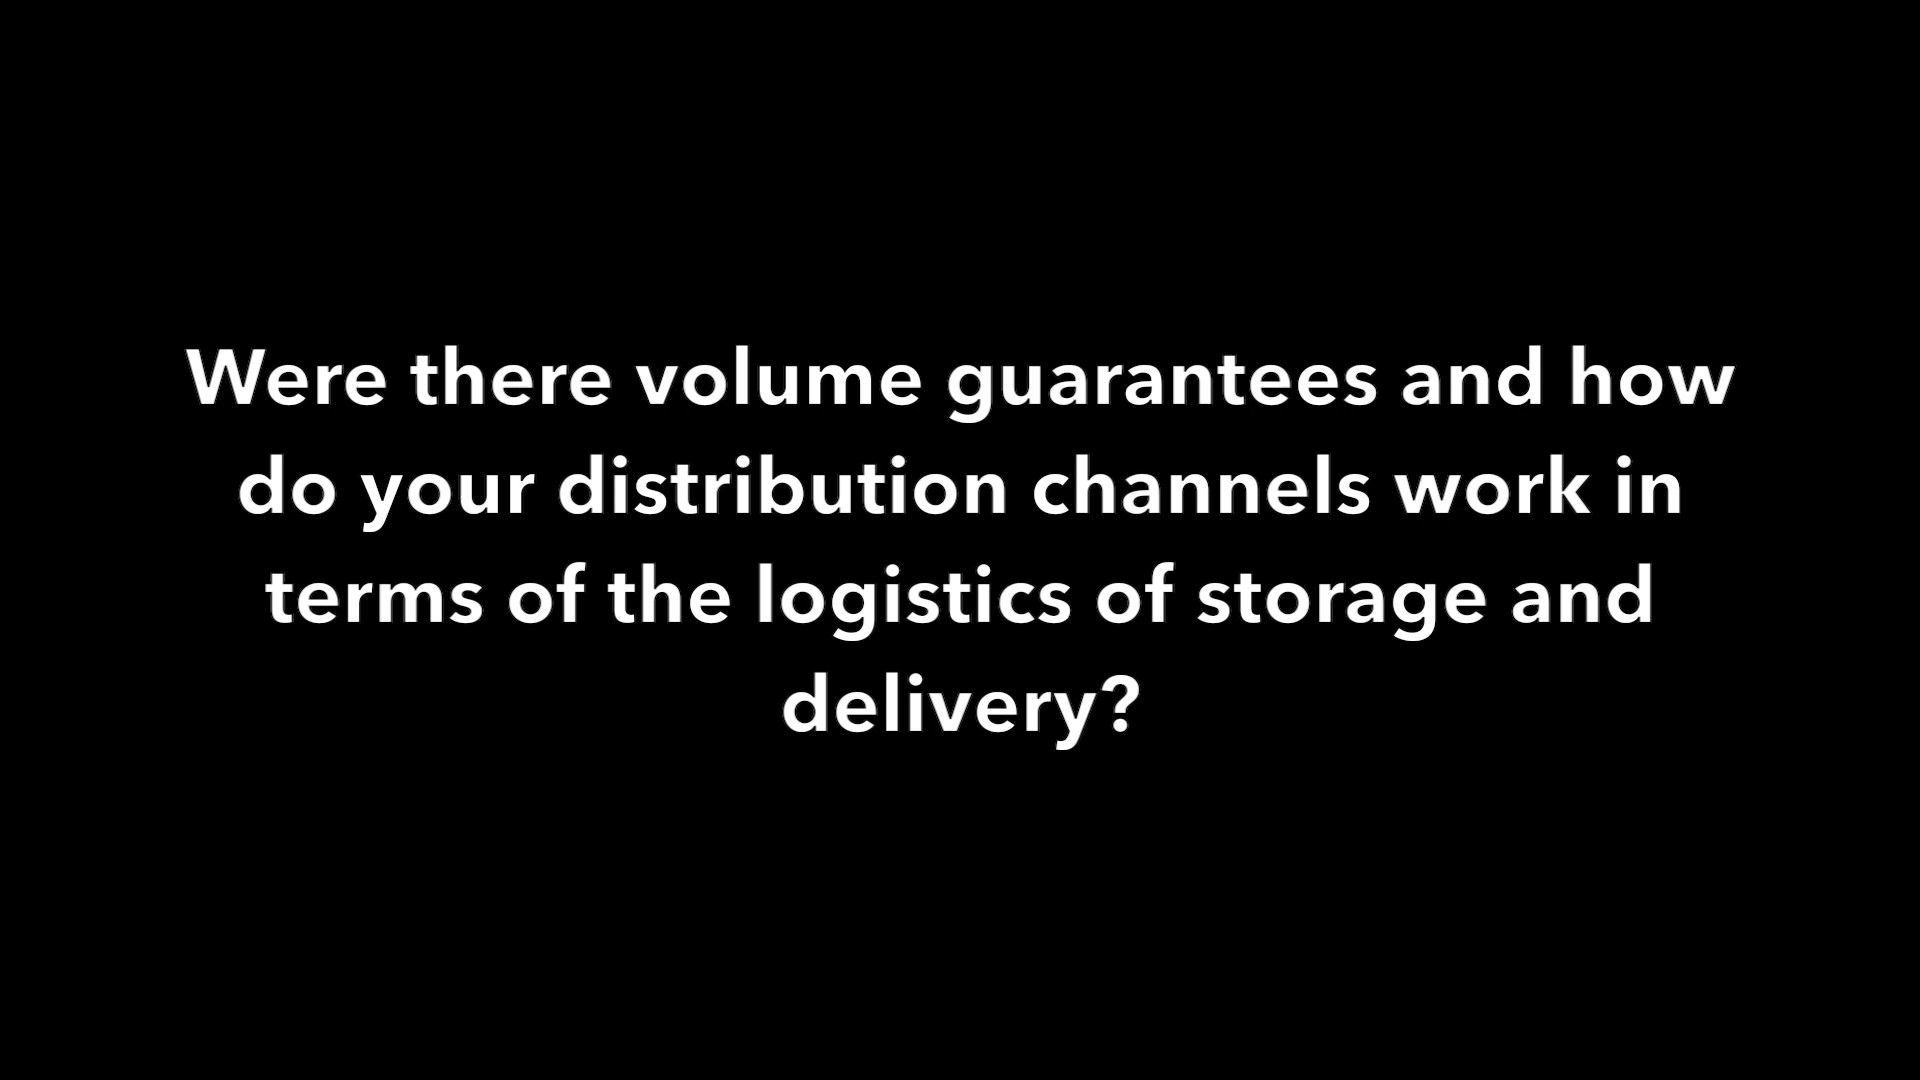 Were there volume guarantees and how
do your distribution channels work in
terms of the logistics of storage and
delivery?